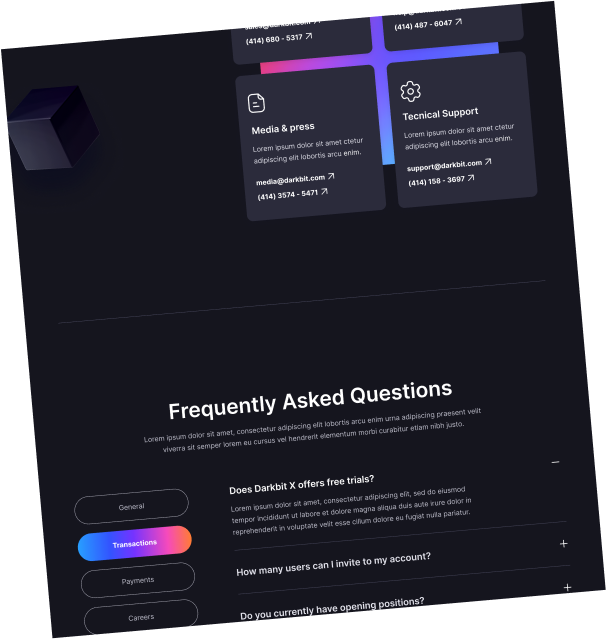 (414) 680 - 5317
(414) 487 - 6047
Media & press
Lorem ipsum dolor sit amet ctetur
adipiscing elit lobortis arcu enim.
media@darkbit.com
(414) 3574 - 5471
Tecnical Support
Lorem ipsum dolor sit amet ctetur
adipiscing elit lobortis arcu enim.
support@darkbit.com
(414) 158 - 3697
Frequently Asked Questions
Lorem ipsum dolor sit amet, consectetur adipiscing elit lobortis arcu enim urna adipiscing praesent velit
viverra sit semper lorem eu cursus vel hendrerit elementum morbi curabitur etiam nibh justo.
General
Transactions
Payments
Careers
Does Darkbit X offers free trials?
Lorem ipsum dolor sit amet, consectetur adipiscing elit, sed do eiusmod
tempor incididunt ut labore et dolore magna aliqua duis aute irure dolor in
reprehenderit in voluptate velit esse cillum dolore eu fugiat nulla pariatur.
How many users can I invite to my account?
Do you currently have opening positions?